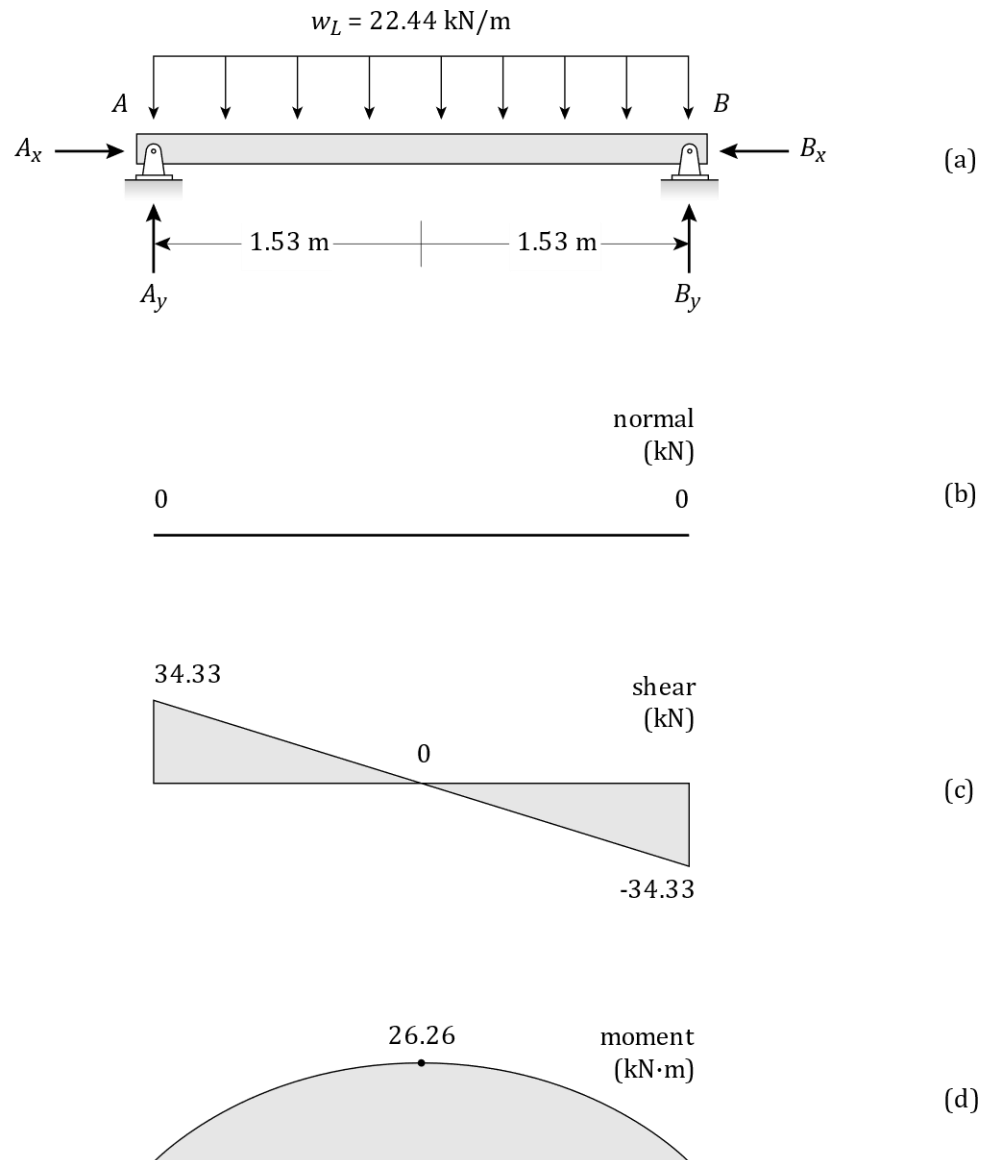 w_L = 22.44 kN/m
A
B
A_x
B_x
(a)
1.53 m
1.53 m
A_y
B_y
normal
(kN)
0
0
(b)
34.33
shear
(kN)
0
(c)
-34.33
26.26
moment
(kN·m)
(d)